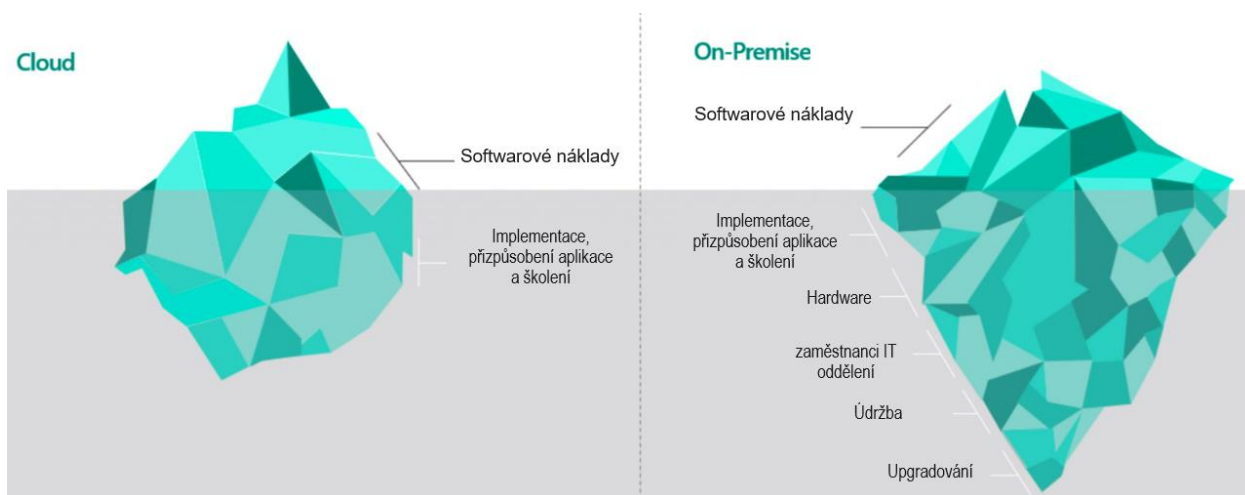 Cloud
Softwarové náklady
Implementace,
přizpůsobení aplikace
a školení
On-Premise
Softwarové náklady
Implementace,
přizpůsobení aplikace
a školení
Hardware
zaměstnanci IT
oddělení
Údržba
Upgradování